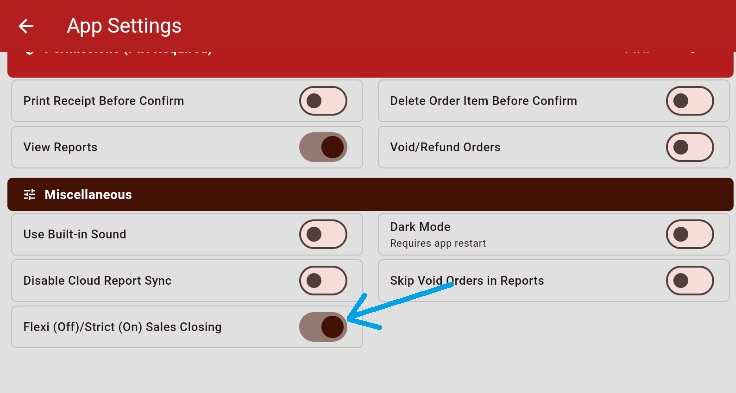 App Settings
Print Receipt Before Confirm
Delete Order Item Before Confirm
View Reports
Void/Refund Orders
Miscellaneous
Use Built-in Sound
Dark Mode
Requires app restart
Disable Cloud Report Sync
Skip Void Orders in Reports
Flexi (Off)/Strict (On) Sales Closing